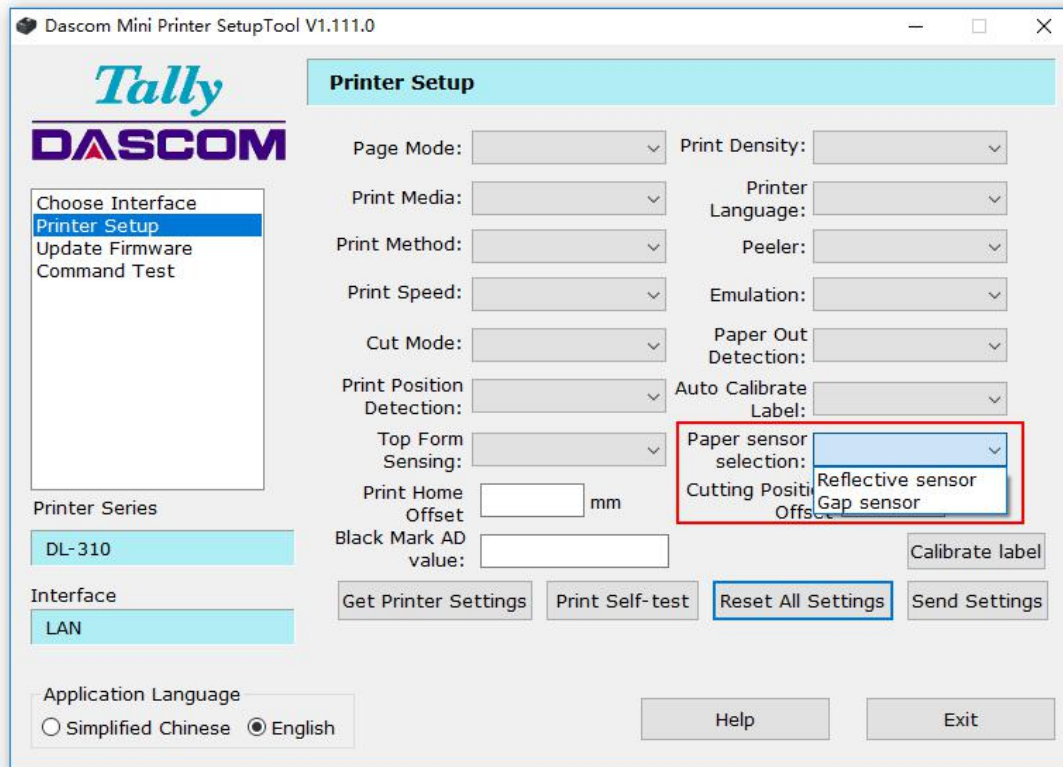 Dascom Mini Printer SetupTool V1.111.0
Tally
DASCOM
Choose Interface
Printer Setup
Update Firmware
Command Test
Printer Series
DL-310
Interface
LAN
Application Language
Simplified Chinese
English
Printer Setup
Page Mode:
Print Density:
Print Media:
Printer
Language:
Print Method:
Peeler:
Print Speed:
Emulation:
Cut Mode:
Paper Out
Detection:
Print Position
Detection:
Auto Calibrate
Label:
Top Form
Sensing:
Paper sensor
selection:
Reflective sensor
Gap sensor
Print Home
Offset
mm
Cutting Positi
Offset
Black Mark AD
value:
Calibrate label
Get Printer Settings
Print Self-test
Reset All Settings
Send Settings
Help
Exit